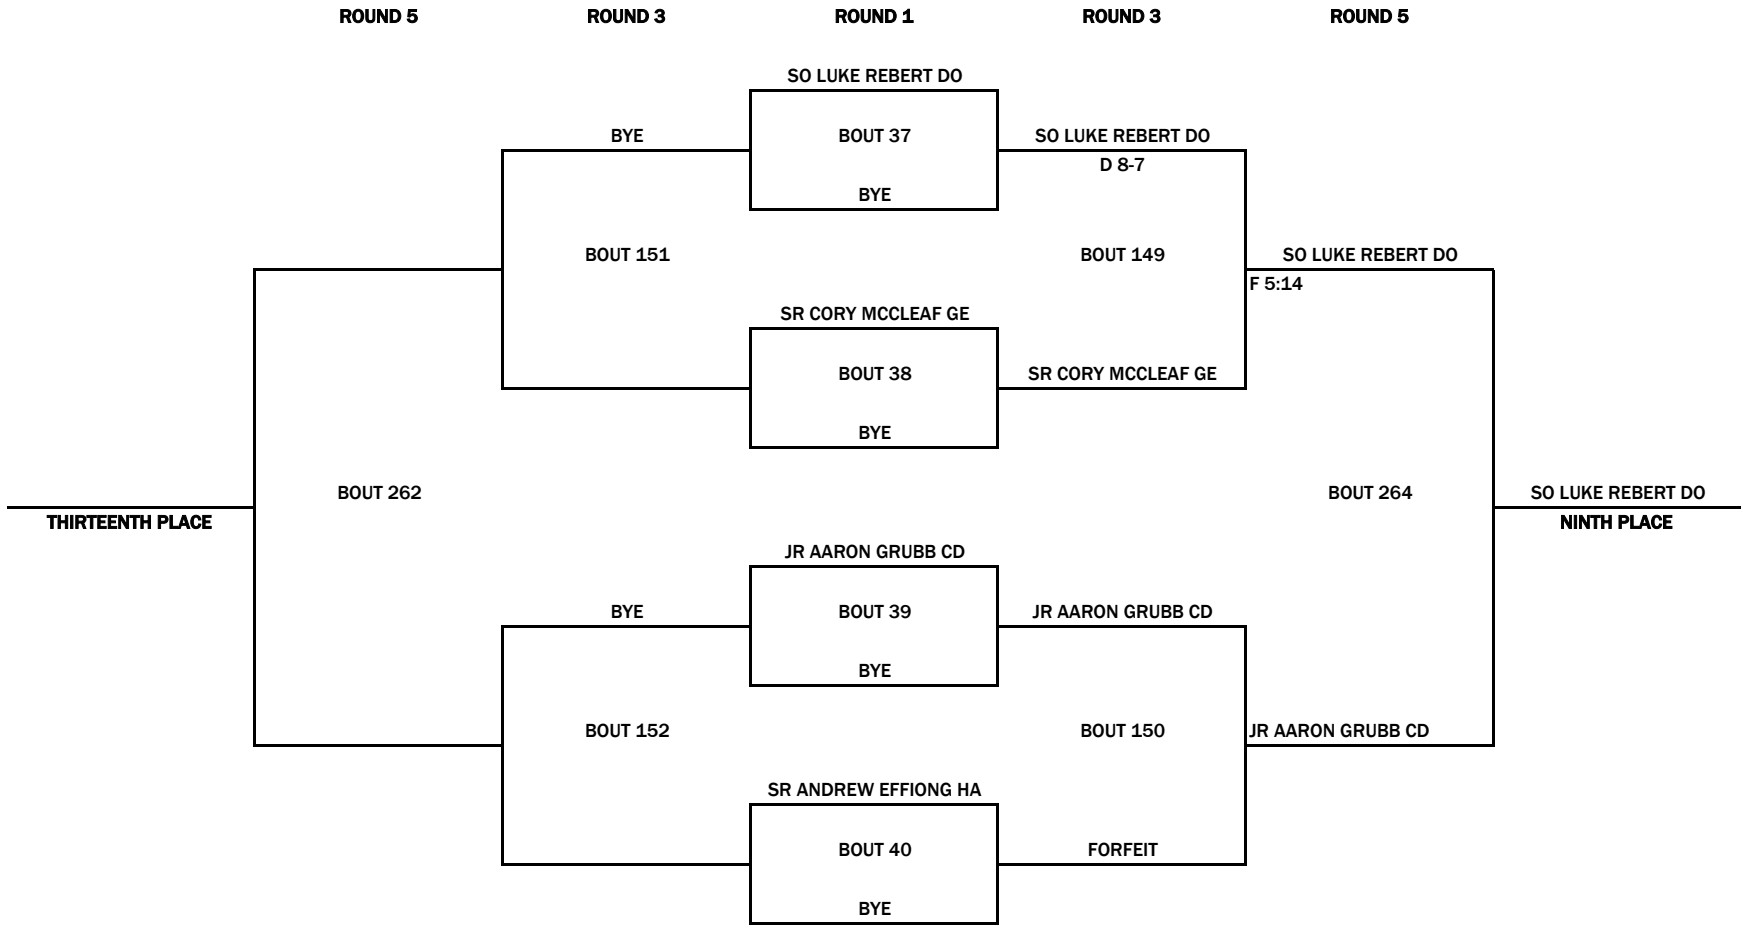 ROUND 5 ROUND 3 ROUND 1 ROUND 3 ROUND 5
SO LUKE REBERT DO
BYE BOUT 37 SO LUKE REBERT DO
D 8-7
BYE
BOUT 151 BOUT 149 SO LUKE REBERT DO
F 5:14
SR CORY MCCLEAF GE
BOUT 38 SR CORY MCCLEAF GE
BYE
BOUT 262 BOUT 264 SO LUKE REBERT DO
THIRTEENTH PLACE NINTH PLACE
JR AARON GRUBB CD
BYE BOUT 39 JR AARON GRUBB CD
BYE
BOUT 152 BOUT 150 JR AARON GRUBB CD
SR ANDREW EFFIONG HA
BOUT 40 FORFEIT
BYE